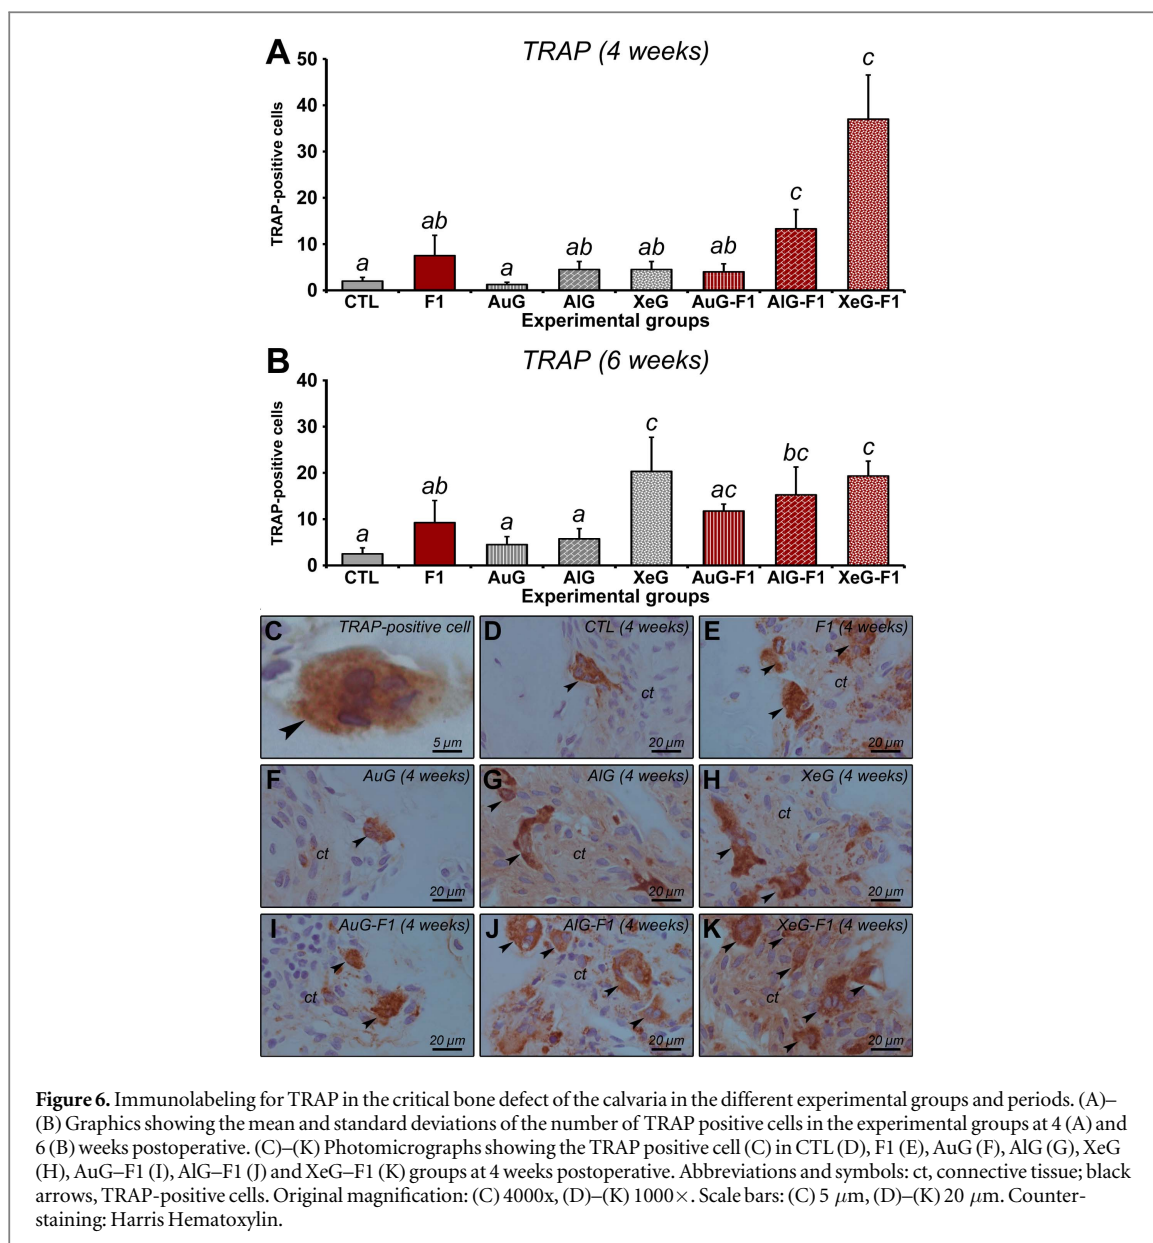 A
TRAP (4 weeks)
TRAP-positive cells
50
40
30
20
10
0
a
ab
a
ab
ab
ab
c
c
CTL F1 AuG AlG XeG AuG-F1 AlG-F1 XeG-F1
Experimental groups
B
TRAP (6 weeks)
TRAP-positive cells
40
30
20
10
0
a
ab
a
a
c
ac
bc
c
CTL F1 AuG AlG XeG AuG-F1 AlG-F1 XeG-F1
Experimental groups
C TRAP-positive cell
5 µm
D CTL (4 weeks)
ct
20 µm
E F1 (4 weeks)
ct
20 µm
F AuG (4 weeks)
ct
20 µm
G AlG (4 weeks)
ct
20 µm
H XeG (4 weeks)
ct
20 µm
I AuG-F1 (4 weeks)
ct
20 µm
J AlG-F1 (4 weeks)
ct
20 µm
K XeG-F1 (4 weeks)
ct
20 µm
Figure 6. Immunolabeling for TRAP in the critical bone defect of the calvaria in the different experimental groups and periods. (A)–
(B) Graphics showing the mean and standard deviations of the number of TRAP positive cells in the experimental groups at 4 (A) and
6 (B) weeks postoperative. (C)–(K) Photomicrographs showing the TRAP positive cell (C) in CTL (D), F1 (E), AuG (F), AlG (G), XeG
(H), AuG–F1 (I), AlG–F1 (J) and XeG–F1 (K) groups at 4 weeks postoperative. Abbreviations and symbols: ct, connective tissue; black
arrows, TRAP-positive cells. Original magnification: (C) 4000x, (D)–(K) 1000×. Scale bars: (C) 5 µm, (D)–(K) 20 µm. Counter-
staining: Harris Hematoxylin.